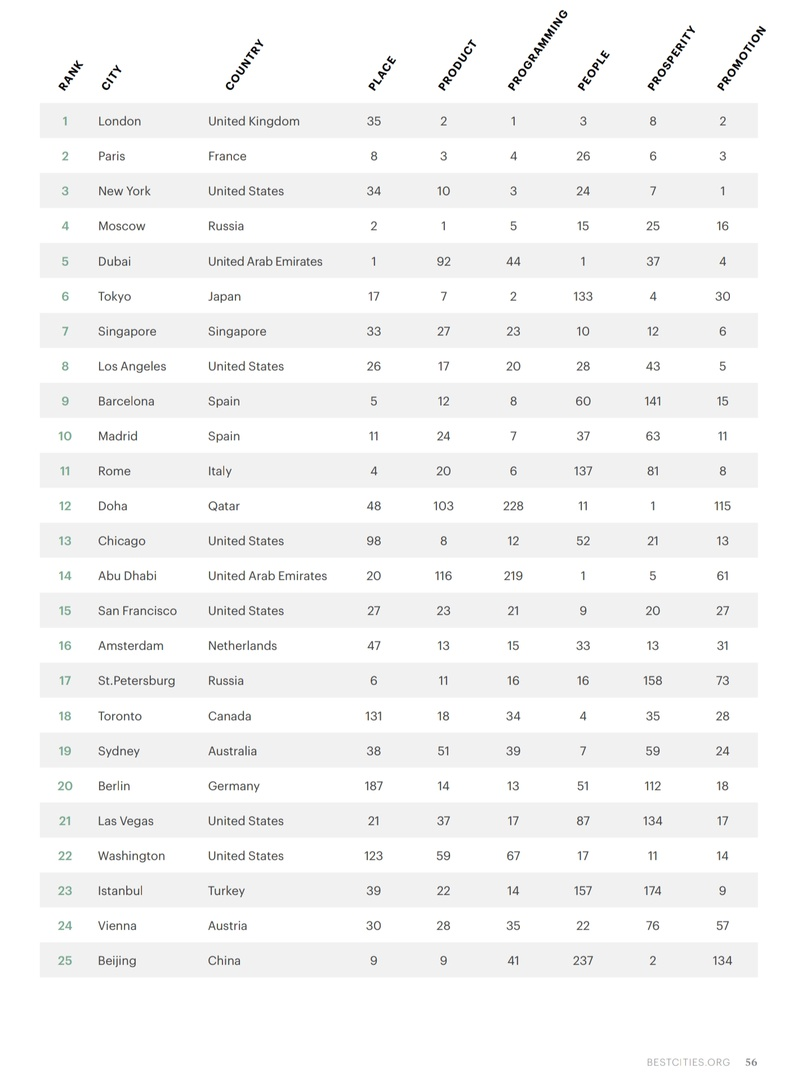 RANK CITY COUNTRY PLACE PRODUCT PROGRAMMING PEOPLE PROSPERITY PROMOTION
1 London United Kingdom 35 2 1 3 8 2
2 Paris France 8 3 4 26 6 3
3 New York United States 34 10 3 24 7 1
4 Moscow Russia 2 1 5 15 25 16
5 Dubai United Arab Emirates 1 92 44 1 37 4
6 Tokyo Japan 17 7 2 133 4 30
7 Singapore Singapore 33 27 23 10 12 6
8 Los Angeles United States 26 17 20 28 43 5
9 Barcelona Spain 5 12 8 60 141 15
10 Madrid Spain 11 24 7 37 63 11
11 Rome Italy 4 20 6 137 81 8
12 Doha Qatar 48 103 228 11 1 115
13 Chicago United States 98 8 12 52 21 13
14 Abu Dhabi United Arab Emirates 20 116 219 1 5 61
15 San Francisco United States 27 23 21 9 20 27
16 Amsterdam Netherlands 47 13 15 33 13 31
17 St.Petersburg Russia 6 11 16 16 158 73
18 Toronto Canada 131 18 34 4 35 28
19 Sydney Australia 38 51 39 7 59 24
20 Berlin Germany 187 14 13 51 112 18
21 Las Vegas United States 21 37 17 87 134 17
22 Washington United States 123 59 67 17 11 14
23 Istanbul Turkey 39 22 14 157 174 9
24 Vienna Austria 30 28 35 22 76 57
25 Beijing China 9 9 41 237 2 134
BESTCITIES.ORG 56